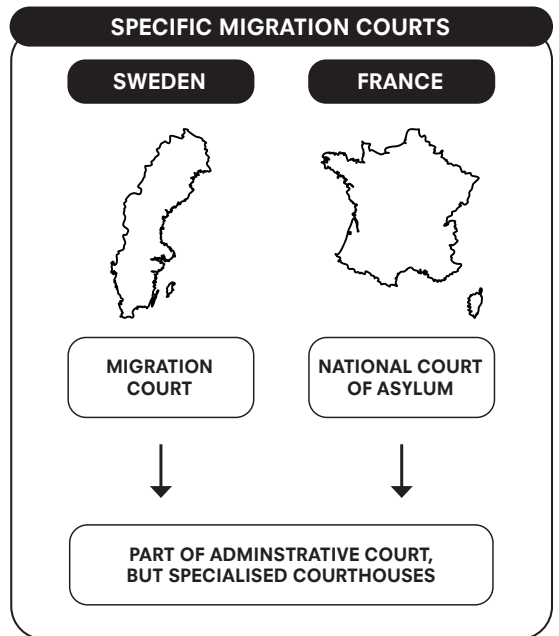 SPECIFIC MIGRATION COURTS
SWEDEN
FRANCE
MIGRATION
COURT
NATIONAL COURT
OF ASYLUM
PART OF ADMINSTRATIVE COURT,
BUT SPECIALISED COURTHOUSES